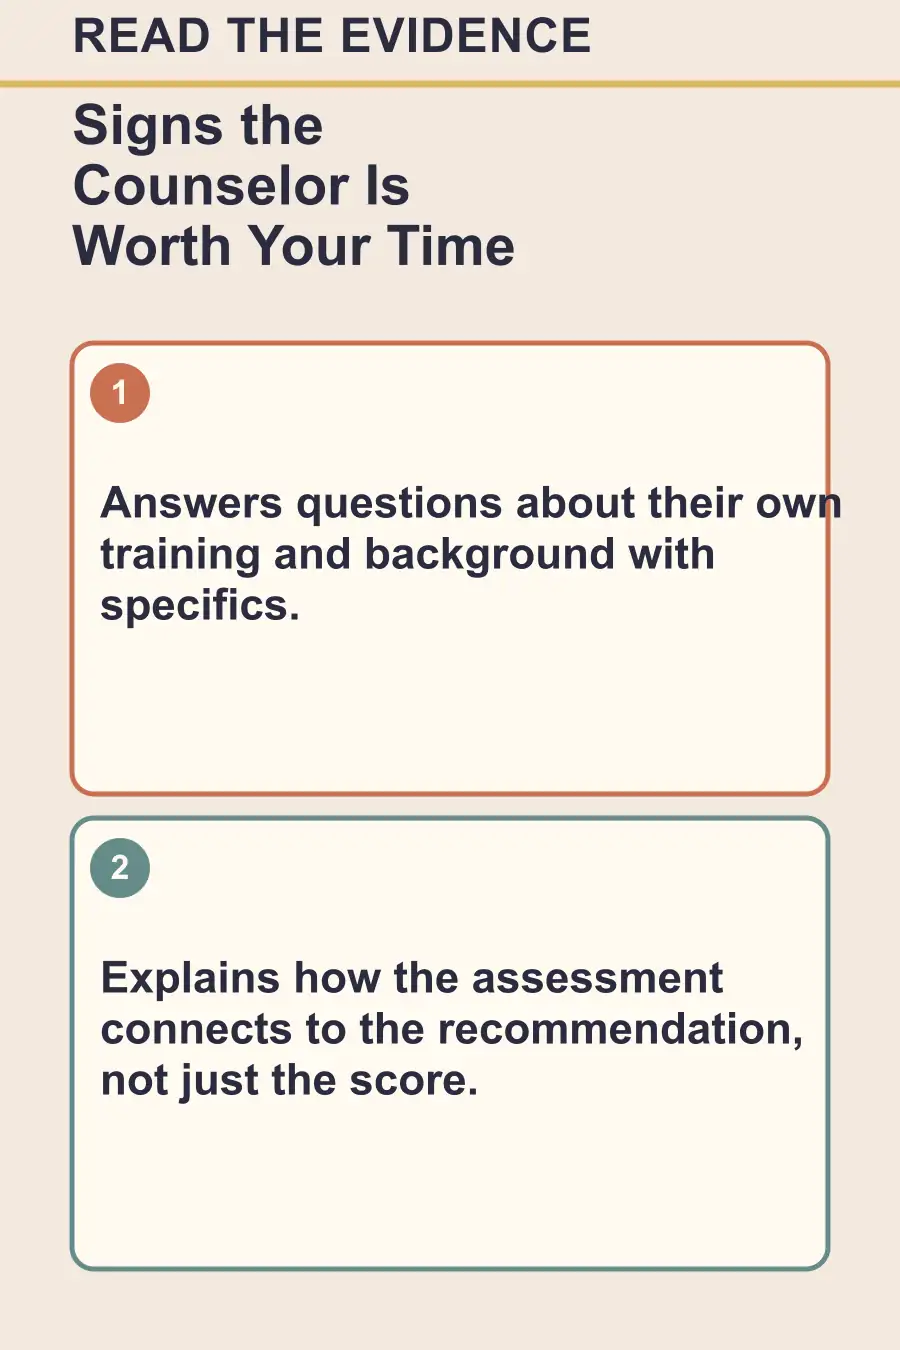 READ THE EVIDENCE
Signs the
Counselor Is
Worth Your Time
1
Answers questions about their own
training and background with
specifics.
2
Explains how the assessment
connects to the recommendation,
not just the score.